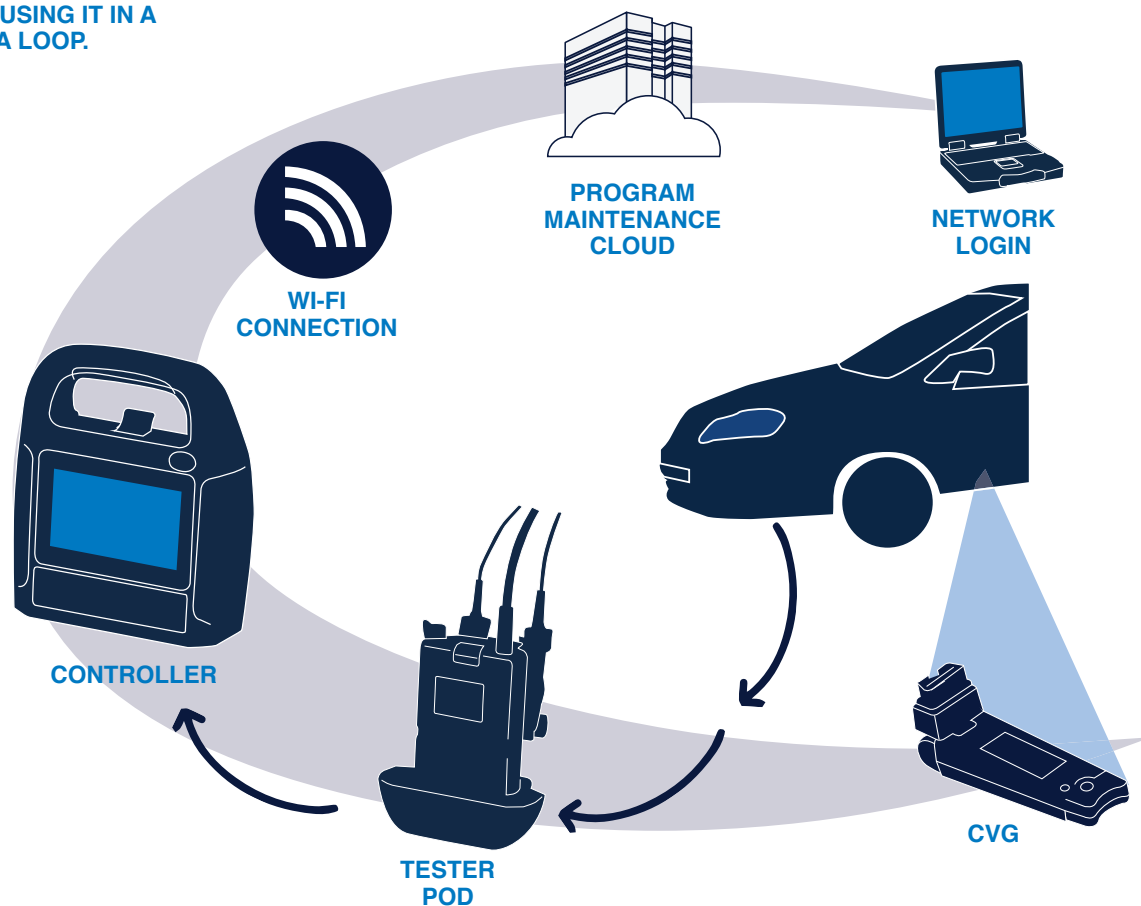 USING IT IN A
A LOOP.
PROGRAM
MAINTENANCE
CLOUD
NETWORK
LOGIN
WI-FI
CONNECTION
CONTROLLER
CVG
TESTER
POD